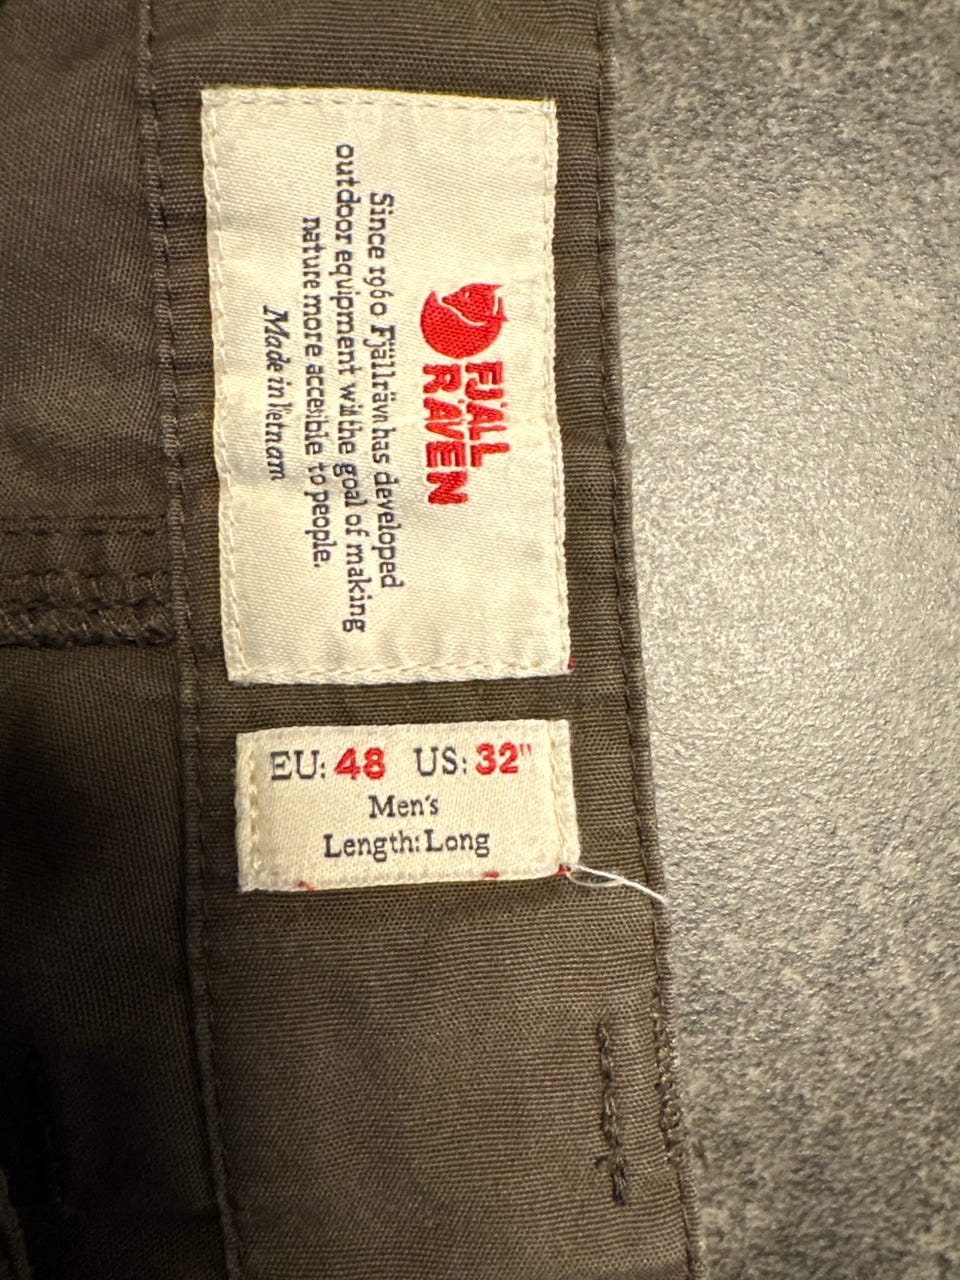 FJÄLL
RÄVEN
Since 1960 Fjällräven has developed
outdoor equipment with the goal of making
nature more accesible to people.
Made in Vietnam
EU: 48 US: 32"
Men's
Length: Long